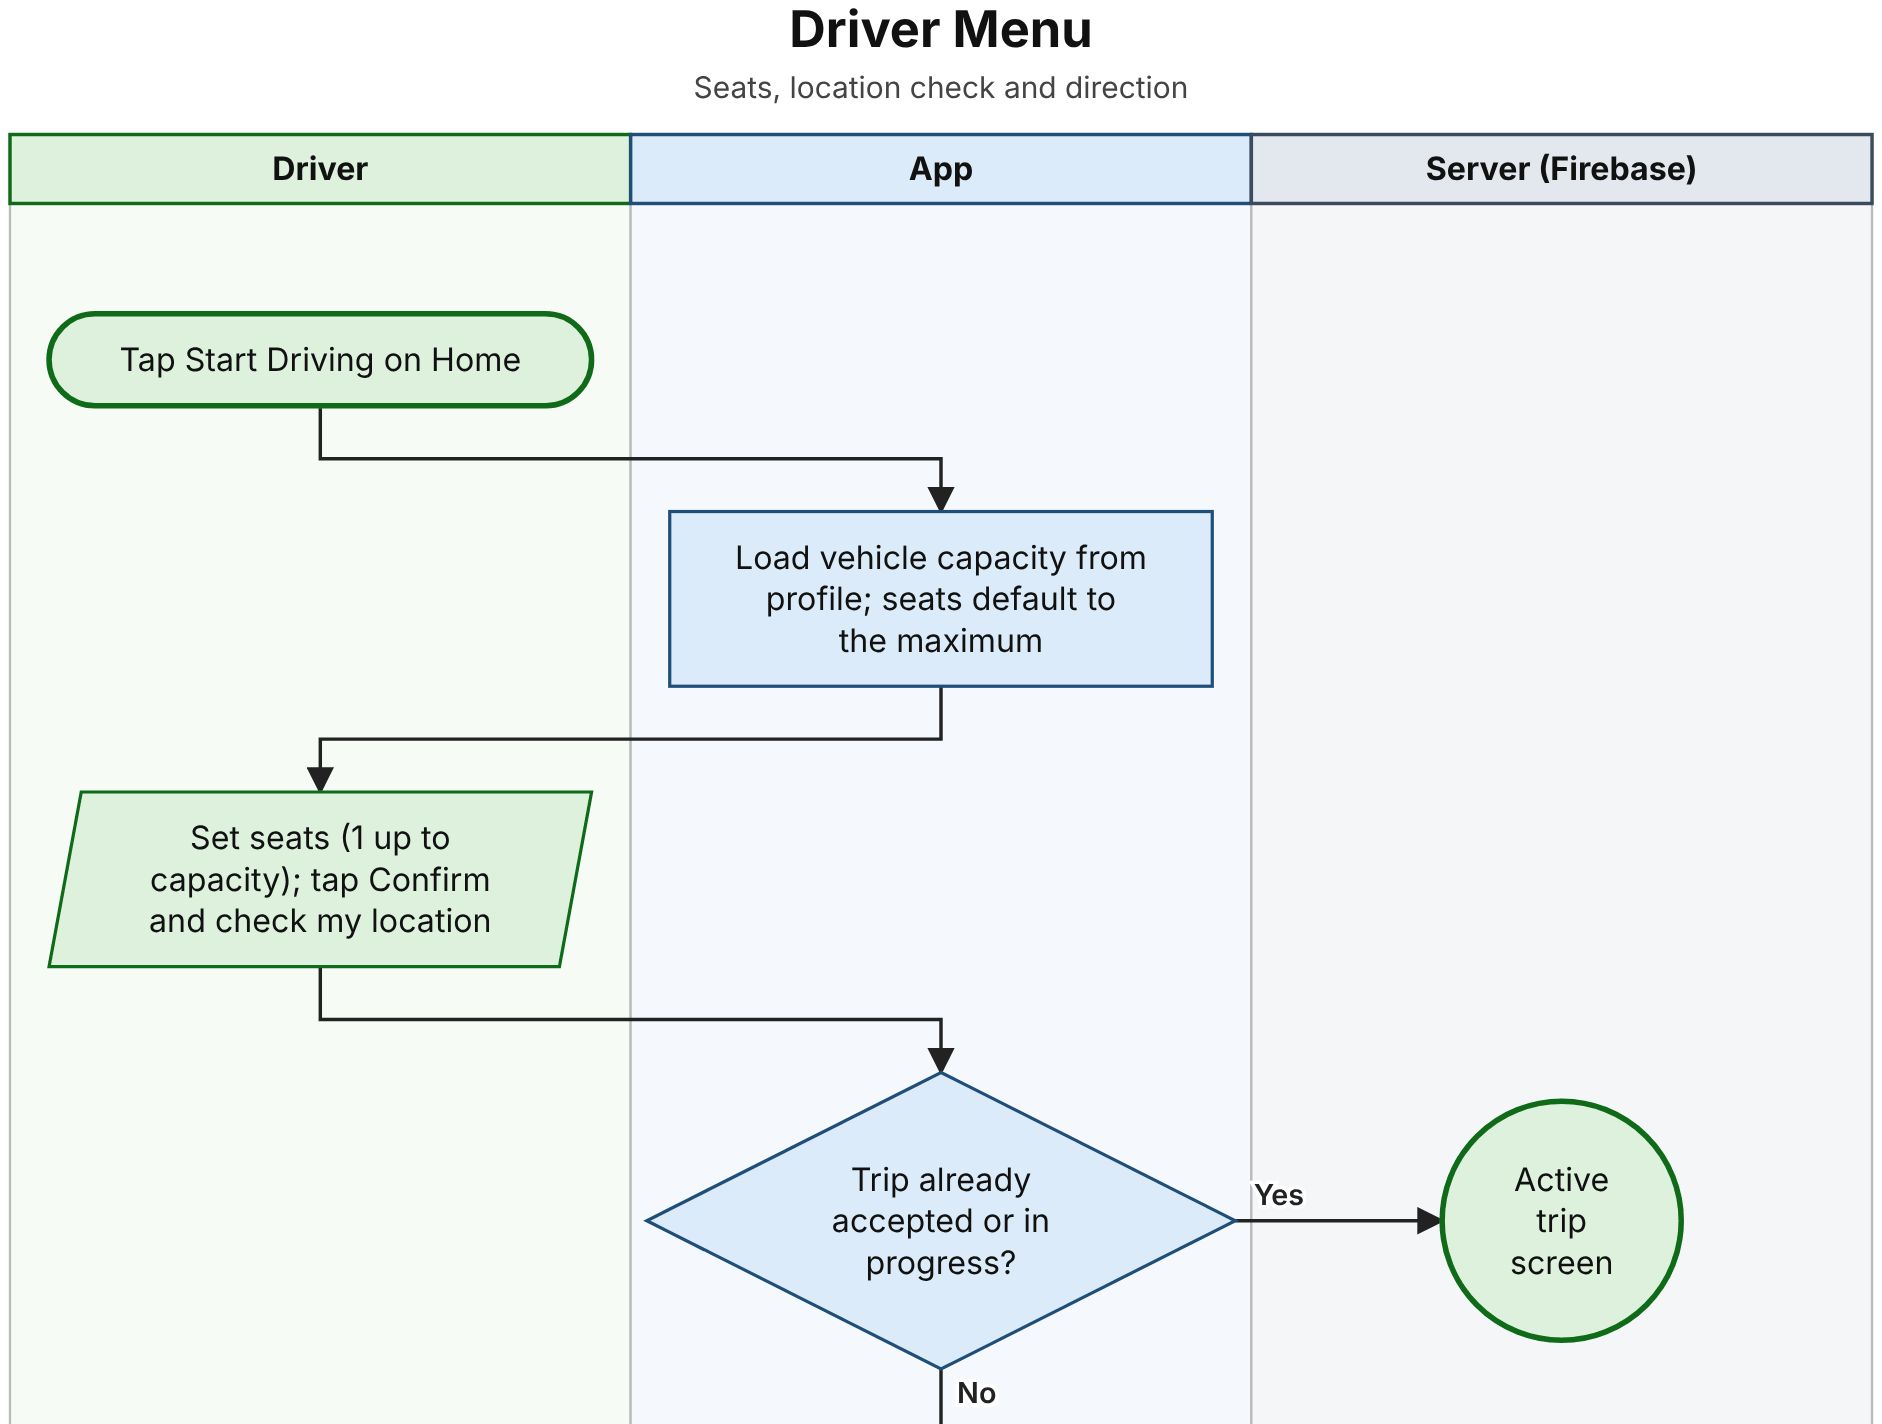 Driver Menu
Seats, location check and direction
Driver
App
Server (Firebase)
Tap Start Driving on Home
Load vehicle capacity from
profile; seats default to
the maximum
Set seats (1 up to
capacity); tap Confirm
and check my location
Trip already
accepted or in
progress?
Yes
Active
trip
screen
No